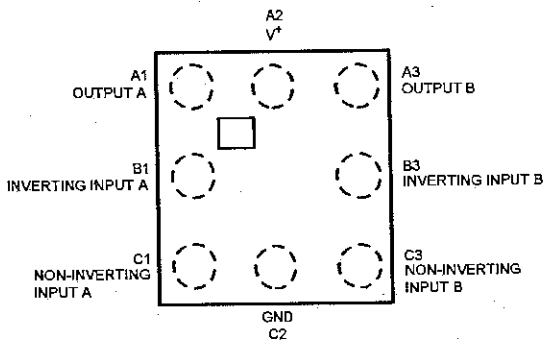 A2
V+
A1
OUTPUT A
A3
OUTPUT B
B1
INVERTING INPUT A
B3
INVERTING INPUT B
C1
NON-INVERTING
INPUT A
C3
NON-INVERTING
INPUT B
GND
C2